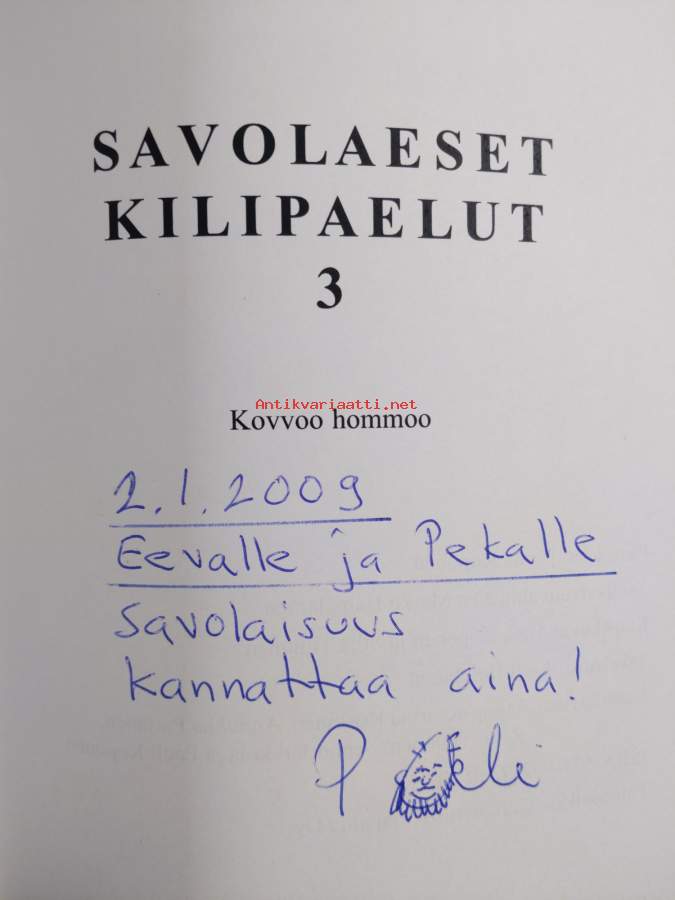 SAVOLAESET
KILIPAELUT
3
Antikvariaatti.net
Kovvoo hommoo
2.1.2009
Eevalle ja Pekalle
Savolaisuus
kannattaa aina!